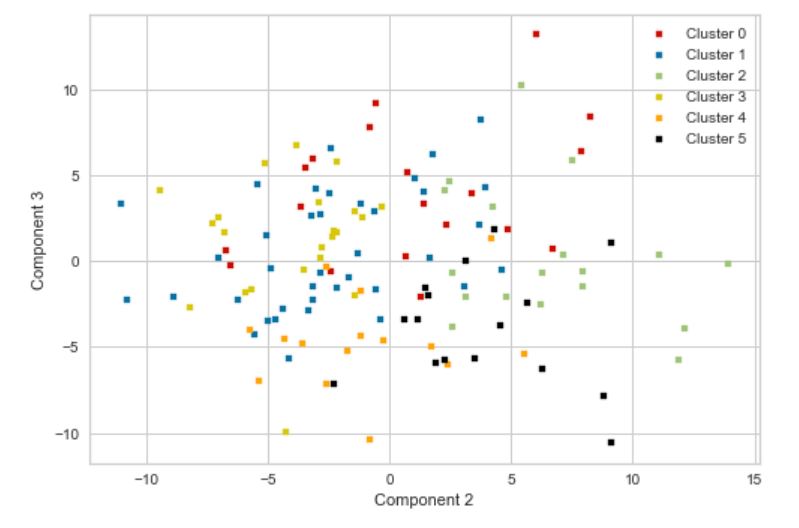 Cluster 0
Cluster 1
Cluster 2
Cluster 3
Cluster 4
Cluster 5
10
5
0
−5
−10
Component 3
−10 −5 0 5 10 15
Component 2